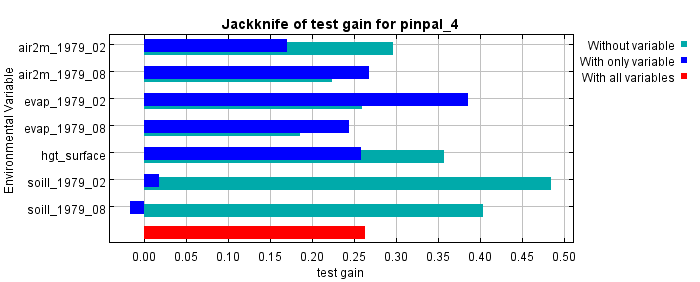 Jackknife of test gain for pinpal_4
air2m_1979_02
air2m_1979_08
evap_1979_02
evap_1979_08
hgt_surface
soill_1979_02
soill_1979_08
Environmental Variable
0.00 0.05 0.10 0.15 0.20 0.25 0.30 0.35 0.40 0.45 0.50
test gain
Without variable
With only variable
With all variables